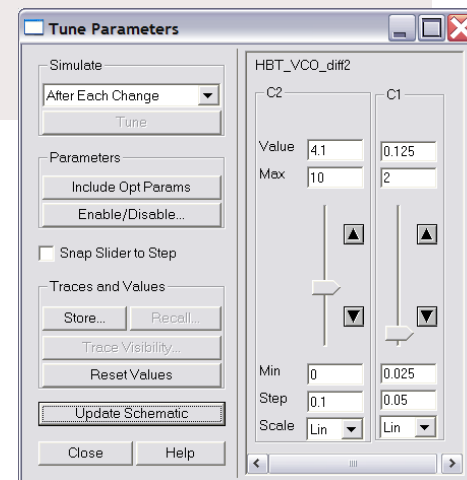 Tune Parameters
Simulate
After Each Change
Tune
Parameters
Include Opt Params
Enable/Disable...
Snap Slider to Step
Traces and Values
Store... Recall...
Trace Visibility...
Reset Values
Update Schematic
Close Help
HBT_VCO_diff2
C2 C1
Value 4.1 0.125
Max 10 2
Min 0 0.025
Step 0.1 0.05
Scale Lin Lin